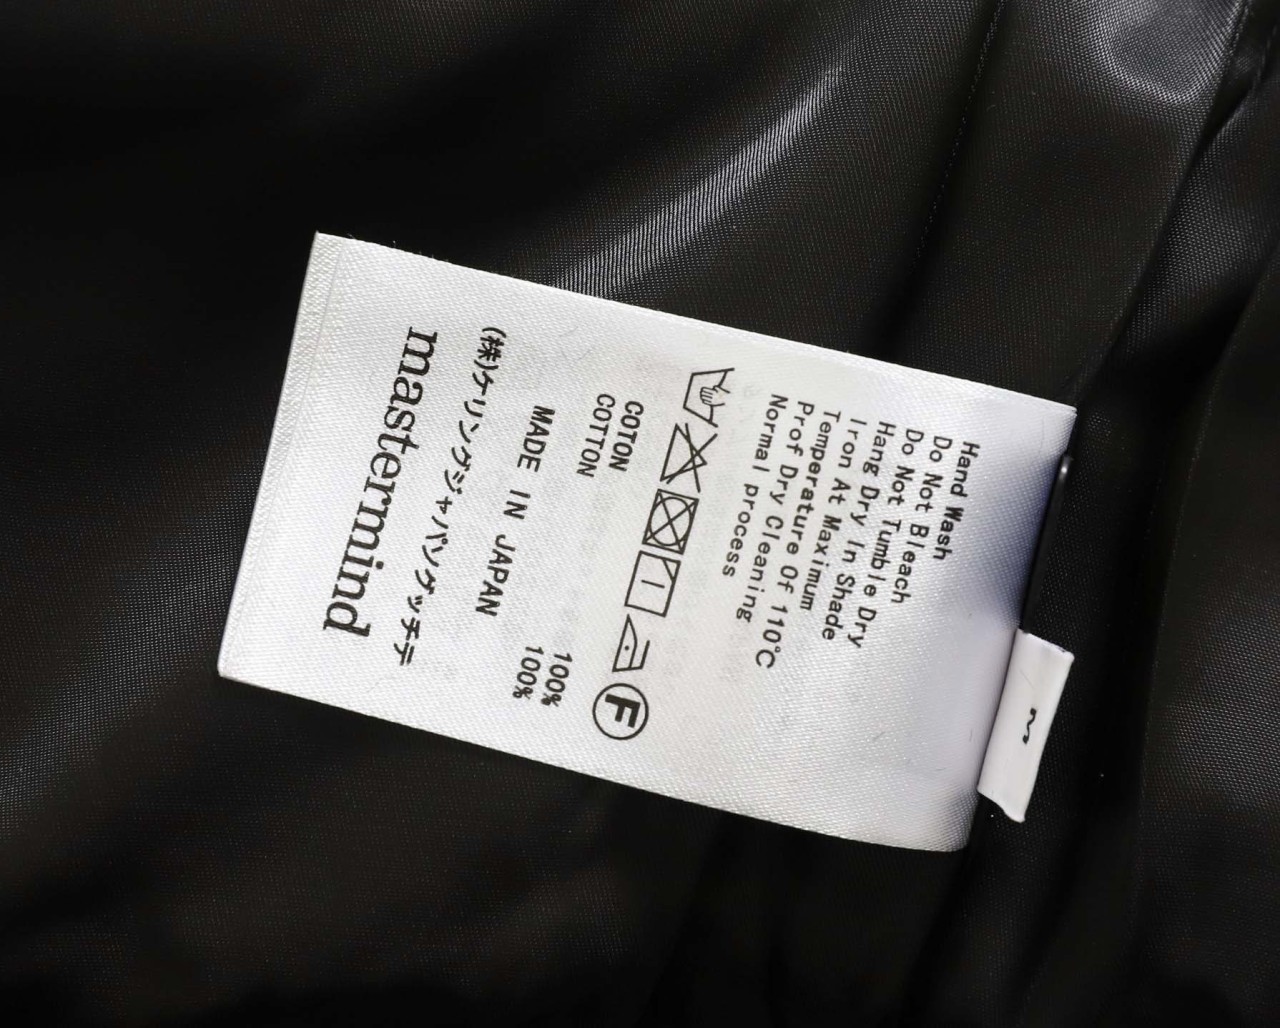 Hand Wash
Do Not Bleach
Do Not Tumble Dry
Hang Dry In Shade
Iron At Maximum
Temperature Of 110℃
Prof Dry Cleaning
Normal process
F
COTON 100%
COTTON 100%
MADE IN JAPAN
(株)ケリングジャパングッチデ
mastermind
M